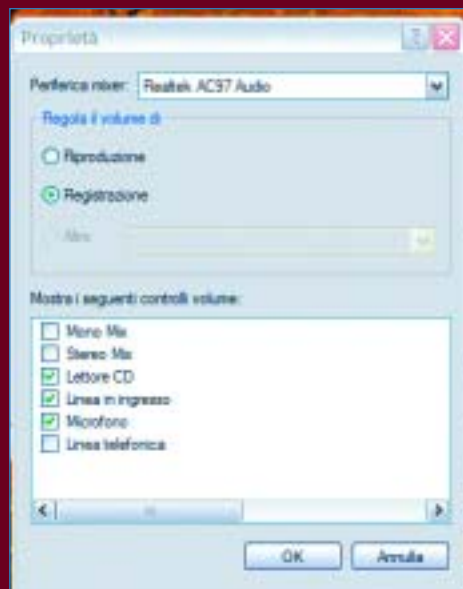 Proprietà
Periferica mixer: Realtek AC97 Audio
Regola il volume di
Riproduzione
Registrazione
Altro
Mostra i seguenti controlli volume:
Mono Mix
Stereo Mix
Lettore CD
Linea in ingresso
Microfono
Linea telefonica
OK Annulla